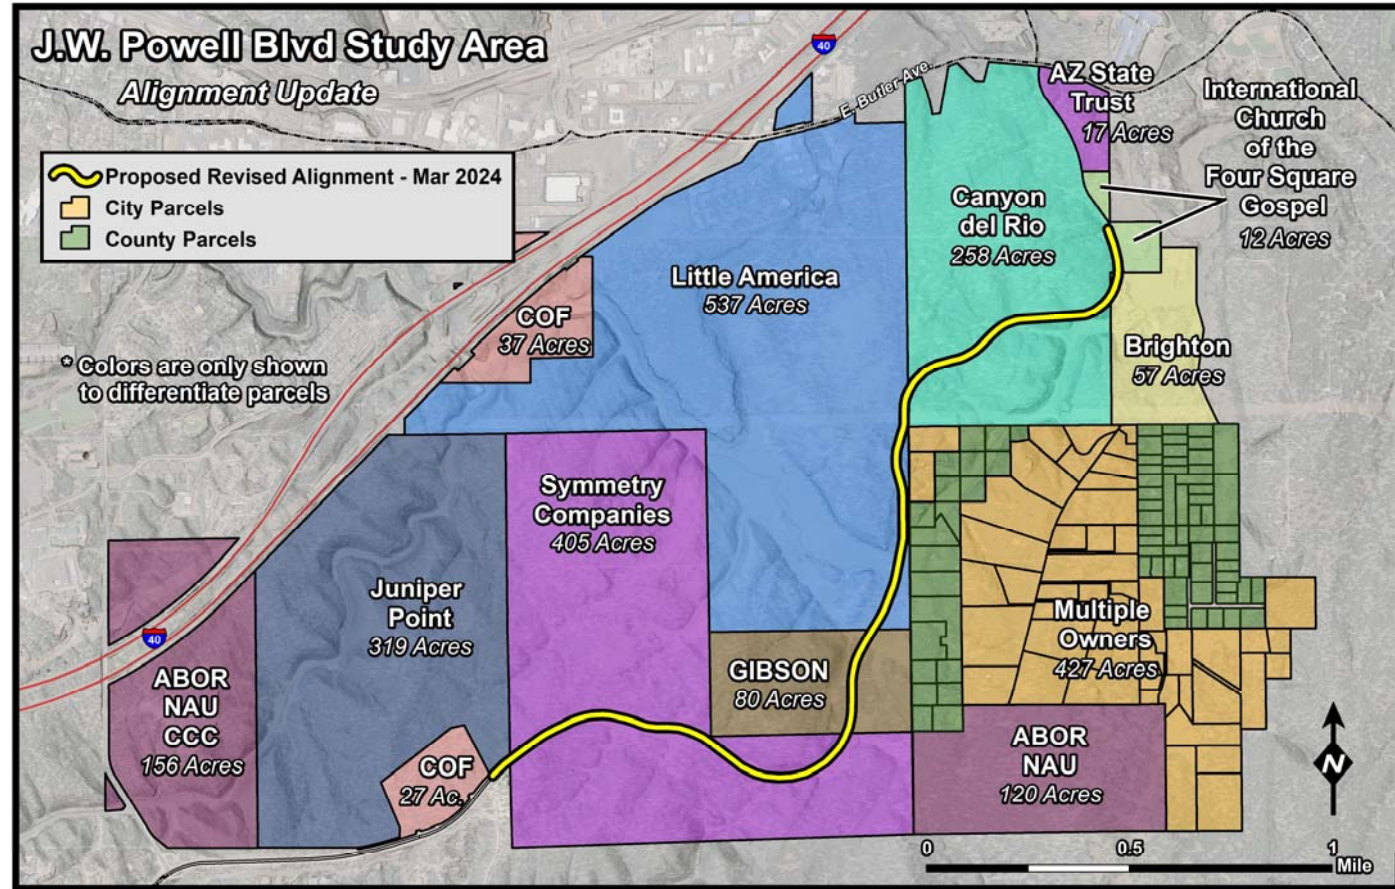 J.W. Powell Blvd Study Area
Alignment Update
Proposed Revised Alignment - Mar 2024
City Parcels
County Parcels
* Colors are only shown
to differentiate parcels
40
E. Butler Ave.
AZ State
Trust
17 Acres
International
Church
of the
Four Square
Gospel
12 Acres
Canyon
del Rio
258 Acres
Little America
537 Acres
COF
37 Acres
Brighton
57 Acres
Symmetry
Companies
405 Acres
Juniper
Point
319 Acres
40
ABOR
NAU
CCC
156 Acres
GIBSON
80 Acres
Multiple
Owners
427 Acres
COF
27 Ac.
ABOR
NAU
120 Acres
N
0 0.5 1
Mile